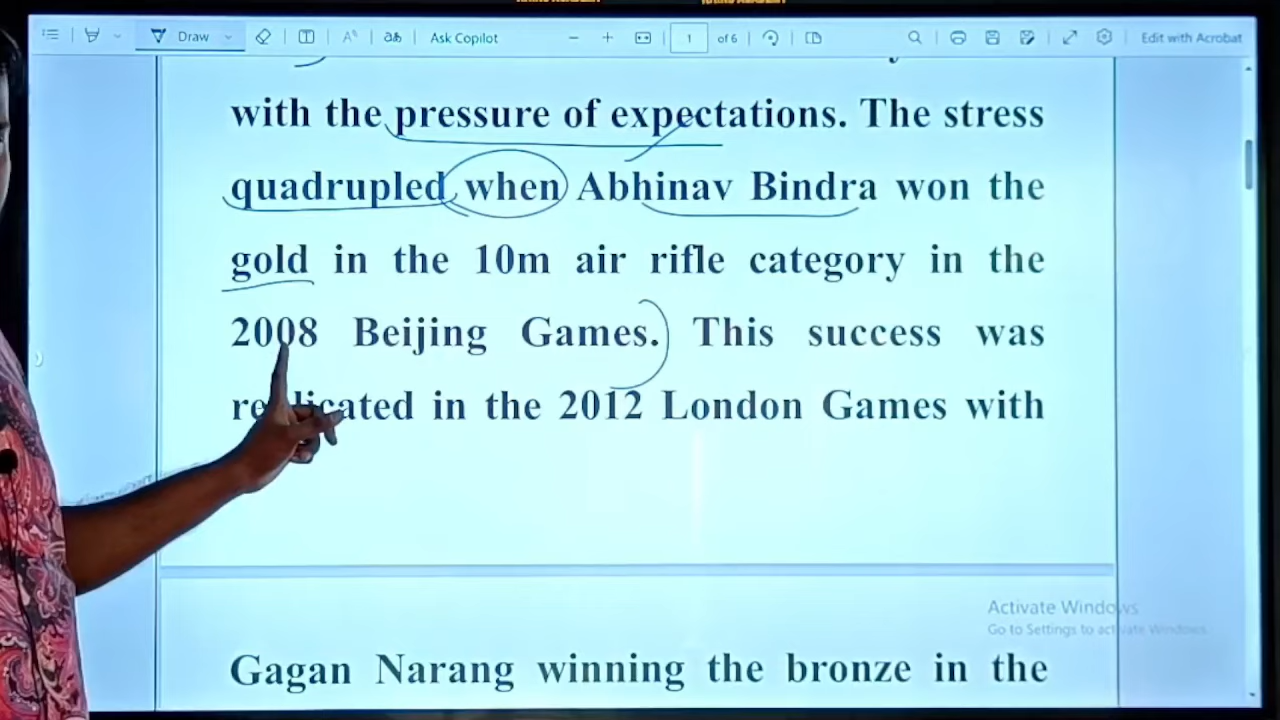 Draw
Ask Copilot
1 of 6
Edit with Acrobat
with the pressure of expectations. The stress
quadrupled when Abhinav Bindra won the
gold in the 10m air rifle category in the
2008 Beijing Games. This success was
replicated in the 2012 London Games with
Activate Windows
Go to Settings to activate Windows.
Gagan Narang winning the bronze in the